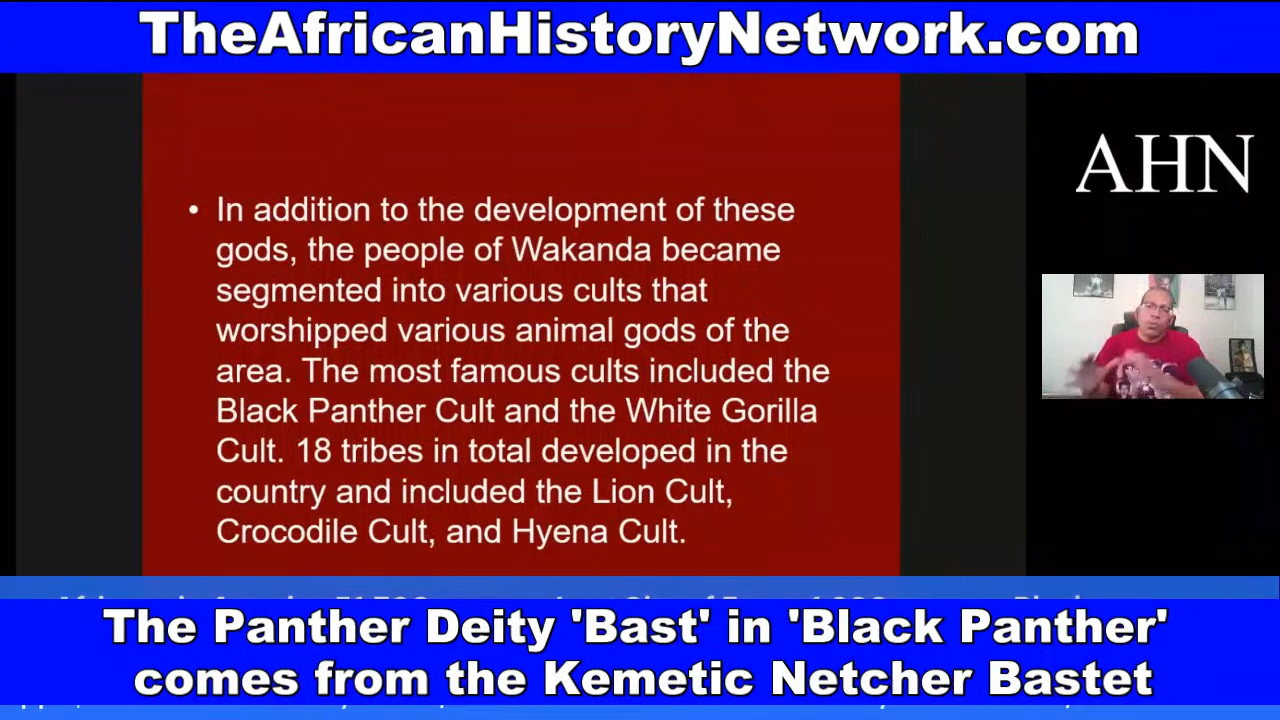 TheAfricanHistoryNetwork.com
AHN
• In addition to the development of these
gods, the people of Wakanda became
segmented into various cults that
worshipped various animal gods of the
area. The most famous cults included the
Black Panther Cult and the White Gorilla
Cult. 18 tribes in total developed in the
country and included the Lion Cult,
Crocodile Cult, and Hyena Cult.
The Panther Deity 'Bast' in 'Black Panther'
comes from the Kemetic Netcher Bastet